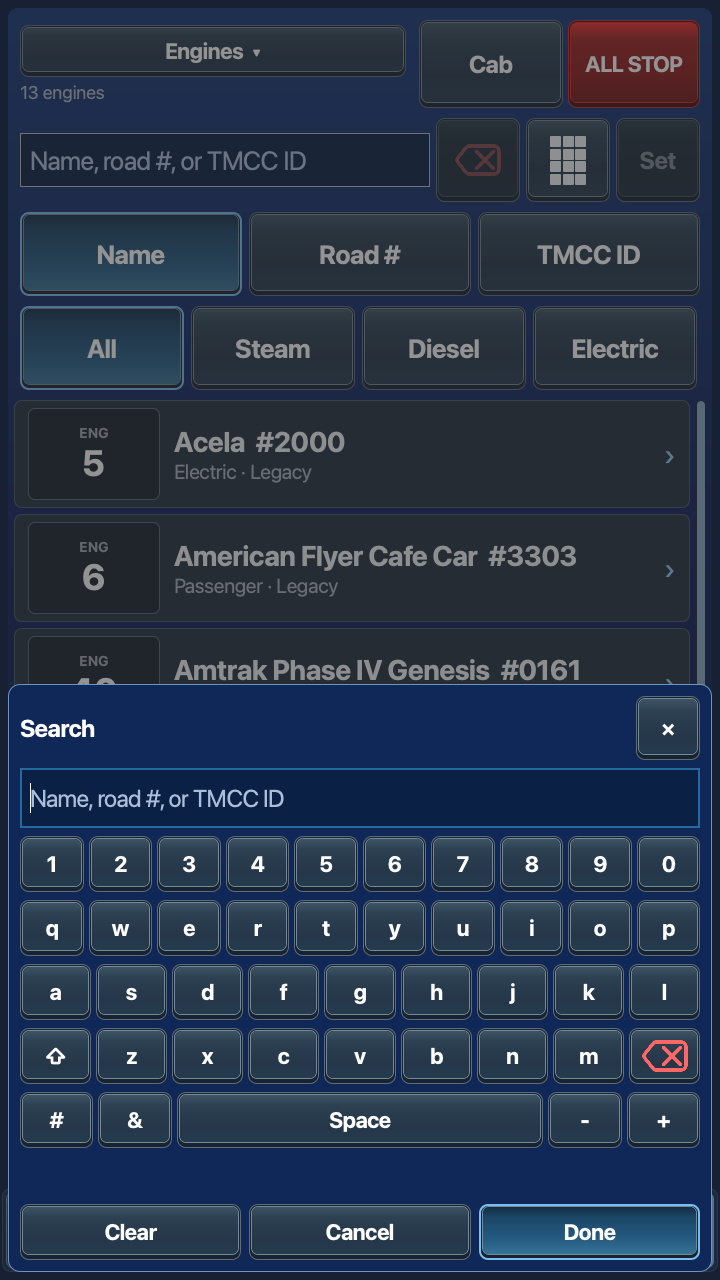 Engines ▾
Cab
ALL STOP
13 engines
Name, road #, or TMCC ID
Set
Name
Road #
TMCC ID
All
Steam
Diesel
Electric
ENG
5
Acela #2000
Electric · Legacy
›
ENG
6
American Flyer Cafe Car #3303
Passenger · Legacy
›
ENG
Amtrak Phase IV Genesis #0161
Search
×
Name, road #, or TMCC ID
1 2 3 4 5 6 7 8 9 0
q w e r t y u i o p
a s d f g h j k l
z x c v b n m
# & Space - +
Clear Cancel Done